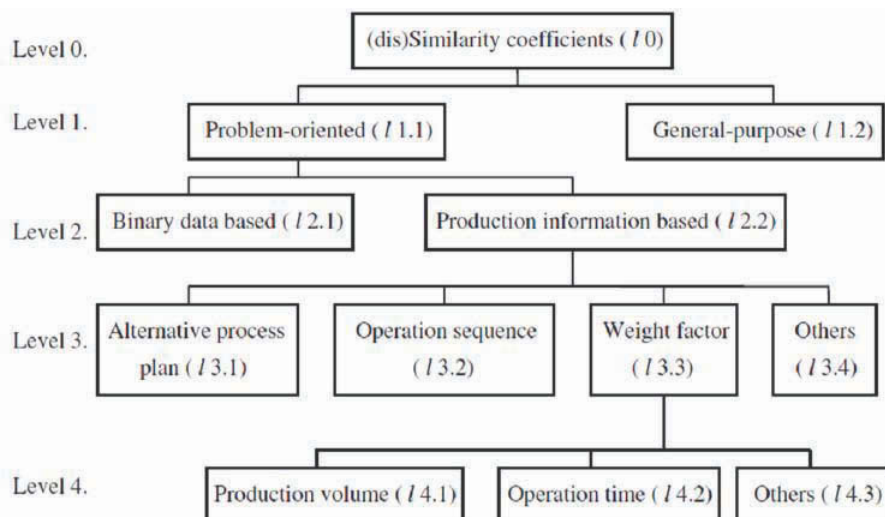 Level 0.
(dis)Similarity coefficients ( l 0)
Level 1.
Problem-oriented ( l 1.1)
General-purpose ( l 1.2)
Level 2.
Binary data based ( l 2.1)
Production information based ( l 2.2)
Level 3.
Alternative process
plan ( l 3.1)
Operation sequence
( l 3.2)
Weight factor
( l 3.3)
Others
( l 3.4)
Level 4.
Production volume ( l 4.1)
Operation time ( l 4.2)
Others ( l 4.3)